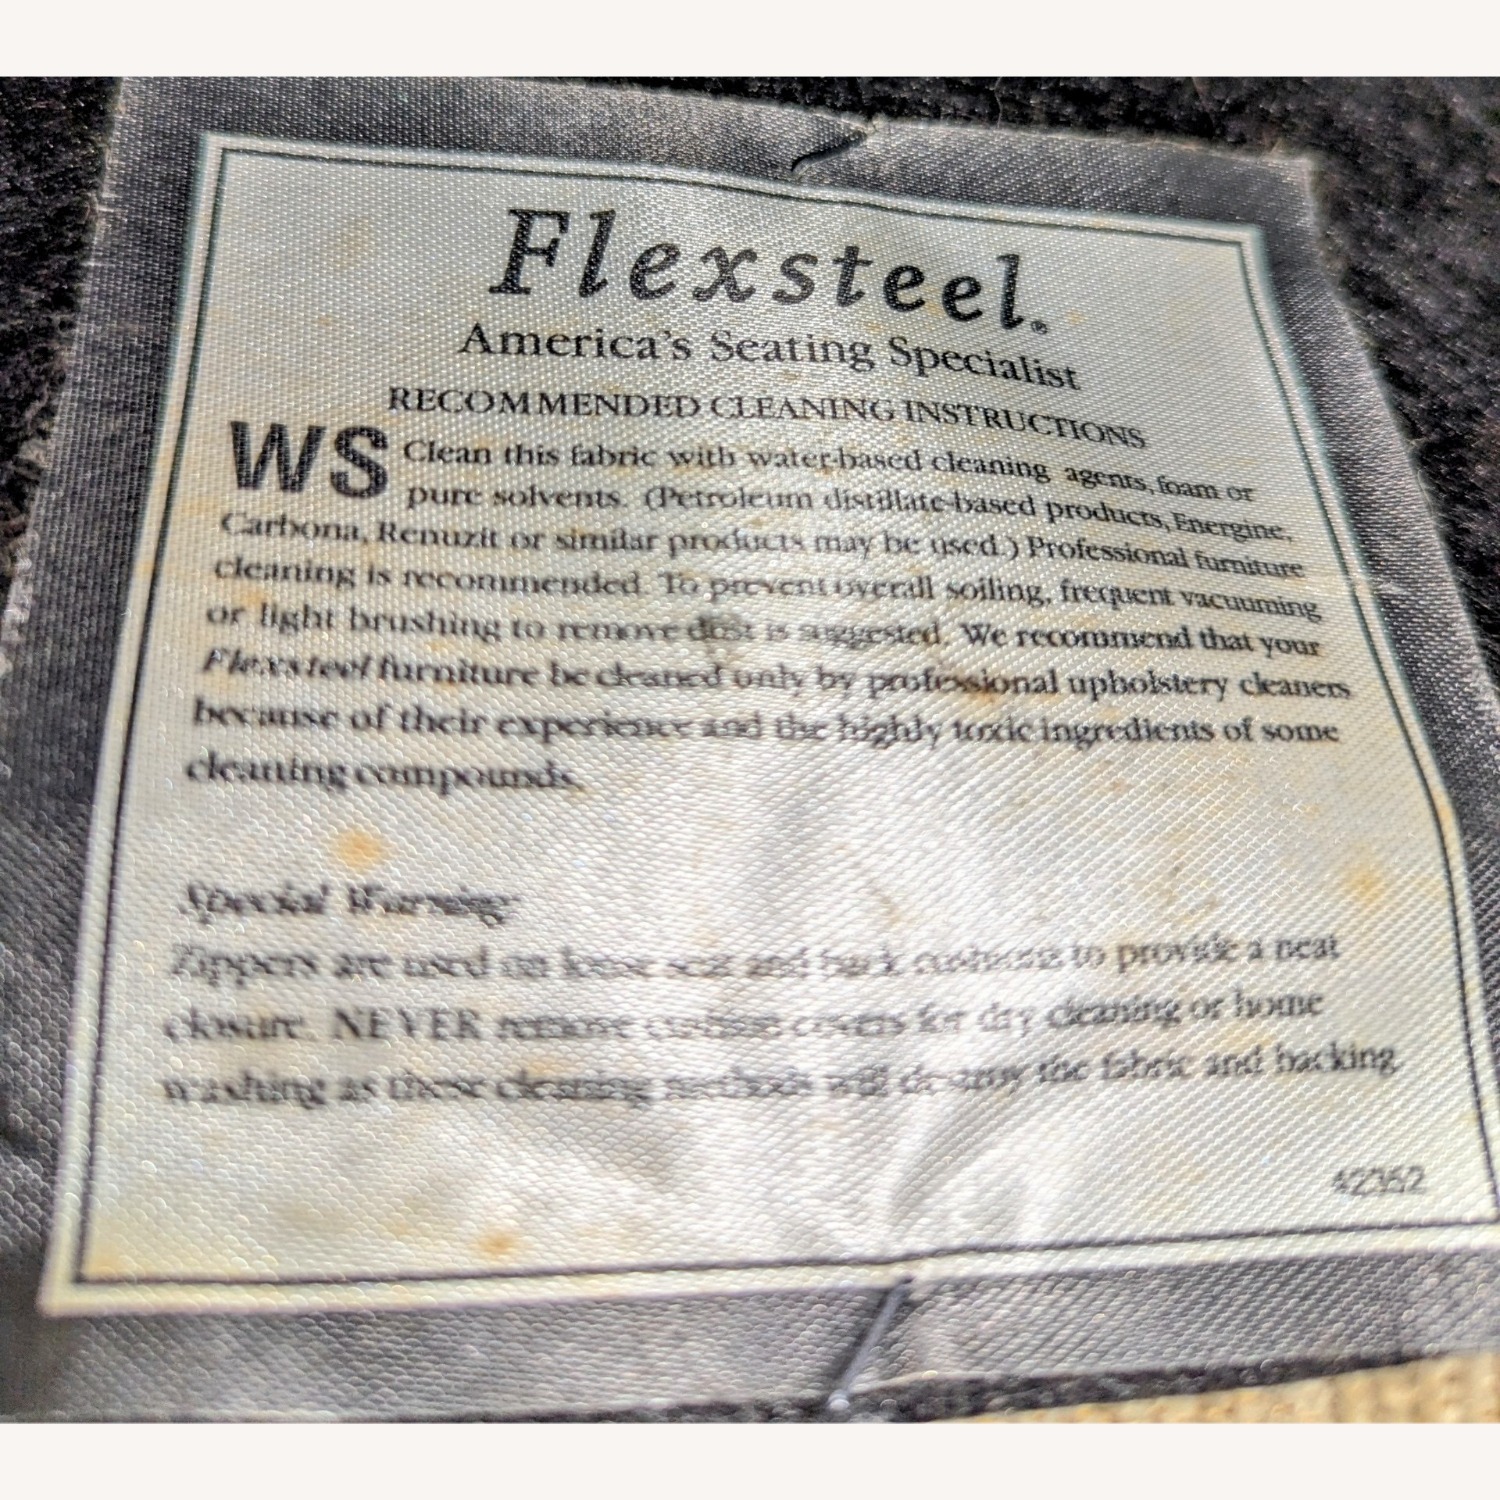 Flexsteel®
America's Seating Specialist
RECOMMENDED CLEANING INSTRUCTIONS
WS Clean this fabric with water-based cleaning agents, foam or
pure solvents. (Petroleum distillate-based products, Energine,
Carbona, Renuzit or similar products may be used.) Professional furniture
cleaning is recommended. To prevent overall soiling, frequent vacuuming
or light brushing to remove dust is suggested. We recommend that your
Flexsteel furniture be cleaned only by professional upholstery cleaners
because of their experience and the highly toxic ingredients of some
cleaning compounds.
Special Warning:
Zippers are used on loose seat and back cushions to provide a neat
closure. NEVER remove cushion covers for dry cleaning or home
washing as these cleaning methods will destroy the fabric and backing.
42352